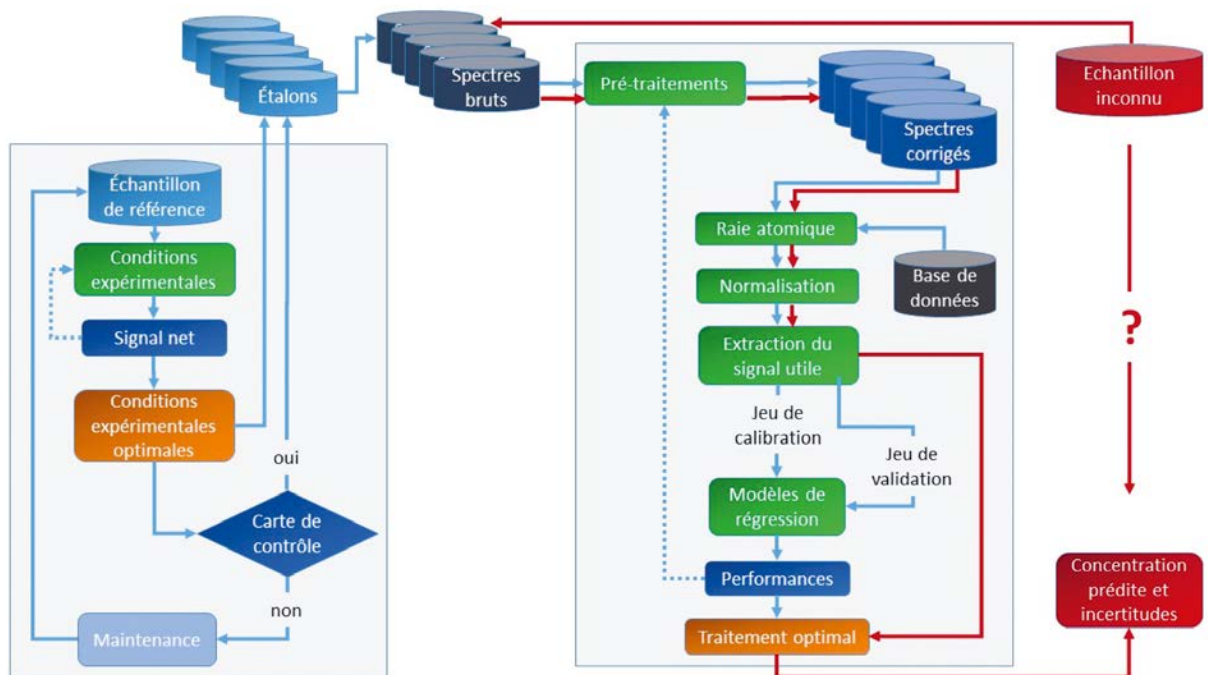 Étalons
Spectres
bruts
Pré-traitements
Spectres
corrigés
Echantillon
inconnu
Échantillon
de référence
Conditions
expérimentales
Signal net
Conditions
expérimentales
optimales
oui
Carte de
contrôle
non
Maintenance
Raie atomique
Base de
données
Normalisation
Extraction du
signal utile
Jeu de
calibration
Jeu de
validation
Modèles de
régression
Performances
Traitement optimal
?
Concentration
prédite et
incertitudes